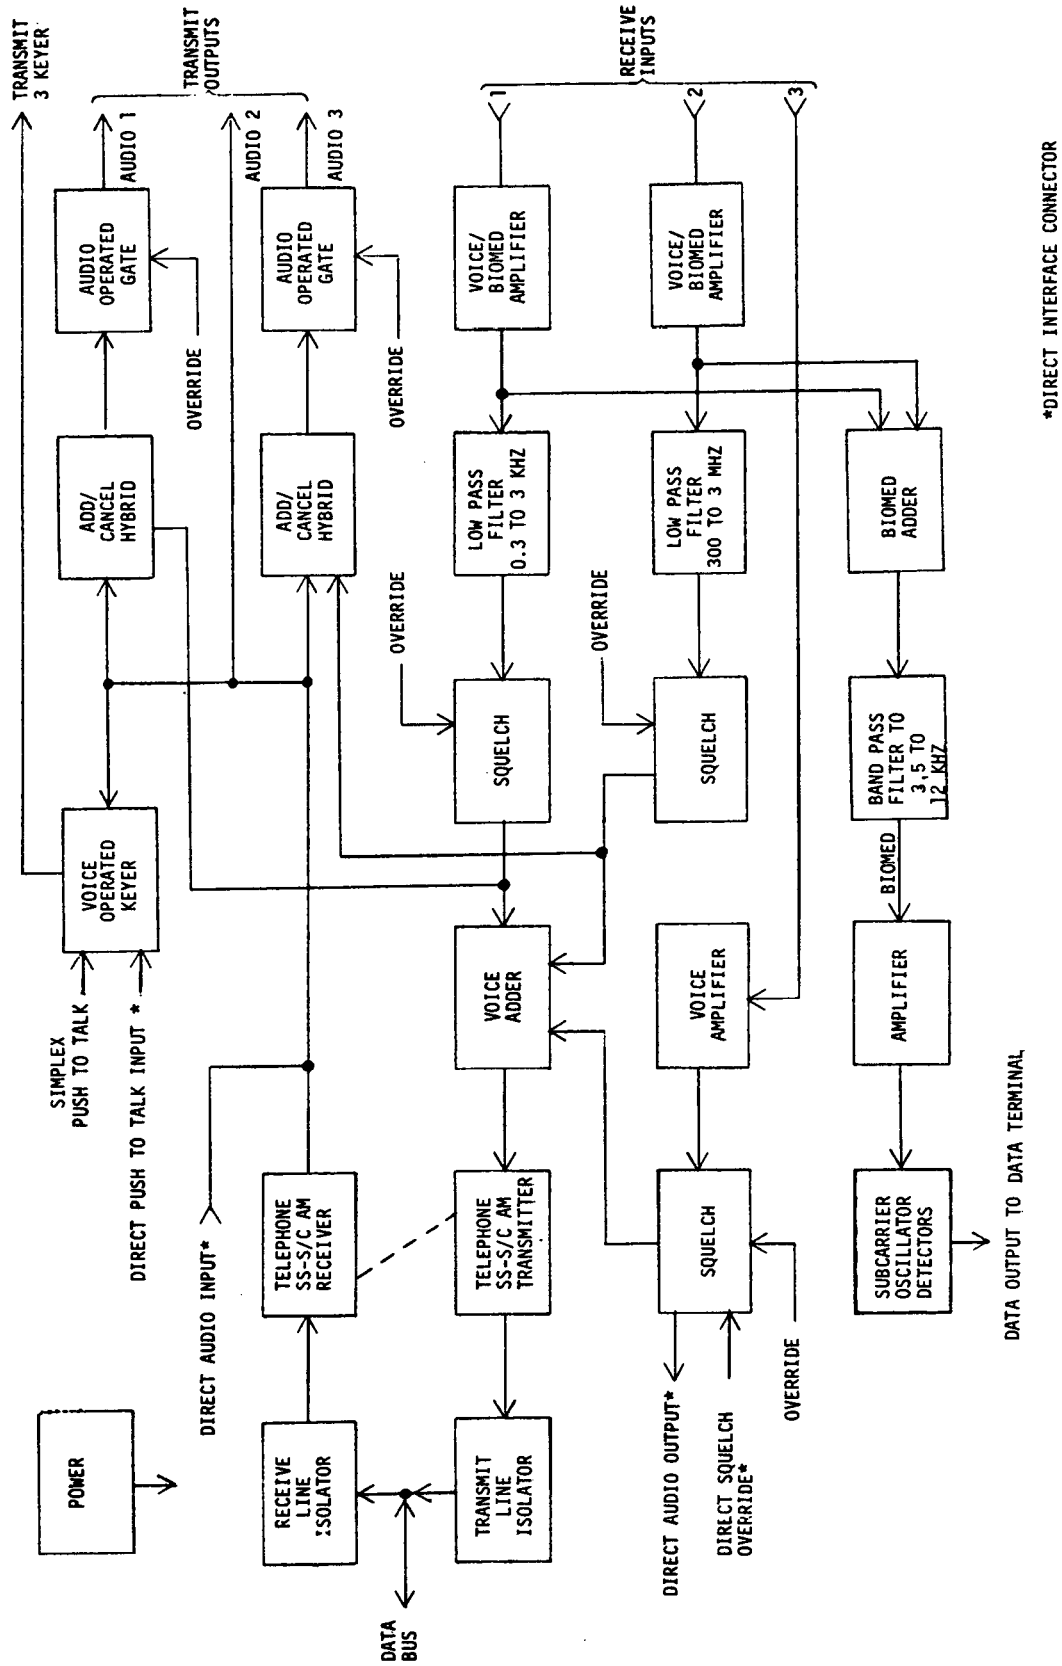 TRANSMIT
3 KEYER
TRANSMIT
OUTPUTS
AUDIO 1
AUDIO 2
AUDIO 3
RECEIVE
INPUTS
1
2
3
AUDIO
OPERATED
GATE
AUDIO
OPERATED
GATE
OVERRIDE
OVERRIDE
VOICE/
BIOMED
AMPLIFIER
VOICE/
BIOMED
AMPLIFIER
ADD/
CANCEL
HYBRID
ADD/
CANCEL
HYBRID
LOW PASS
FILTER
0.3 TO 3 KHZ
LOW PASS
FILTER
300 TO 3 MHZ
BIOMED
ADDER
OVERRIDE
OVERRIDE
SQUELCH
SQUELCH
BAND PASS
FILTER TO
3,5 TO
12 KHZ
VOICE
OPERATED
KEYER
SIMPLEX
PUSH TO TALK
DIRECT PUSH TO TALK INPUT *
VOICE
ADDER
VOICE
AMPLIFIER
BIOMED
AMPLIFIER
DIRECT AUDIO INPUT*
TELEPHONE
SS-S/C AM
RECEIVER
TELEPHONE
SS-S/C AM
TRANSMITTER
SQUELCH
SUBCARRIER
OSCILLATOR
DETECTORS
DATA OUTPUT TO DATA TERMINAL
POWER
RECEIVE
LINE
ISOLATOR
TRANSMIT
LINE
ISOLATOR
DIRECT AUDIO OUTPUT*
DIRECT SQUELCH
OVERRIDE*
OVERRIDE
DATA
BUS
*DIRECT INTERFACE CONNECTOR